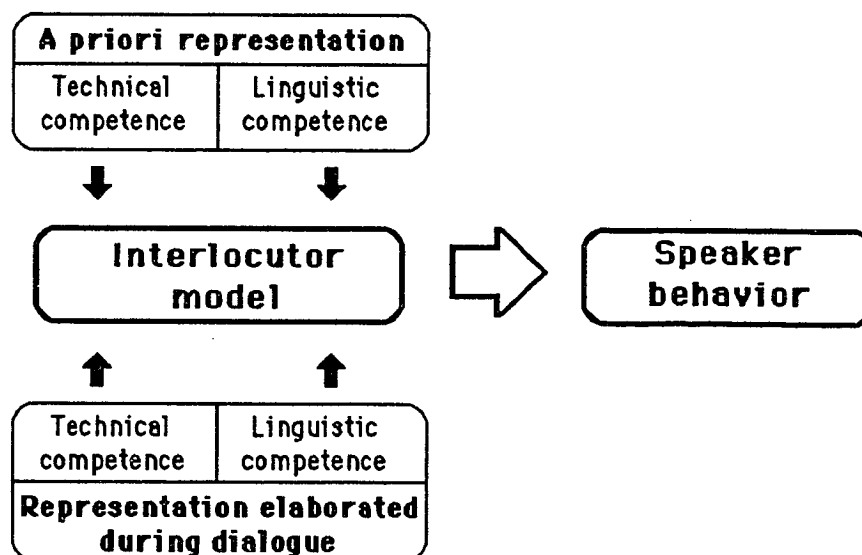 A priori representation
Technical competence
Linguistic competence
Interlocutor model
Speaker behavior
Technical competence
Linguistic competence
Representation elaborated during dialogue